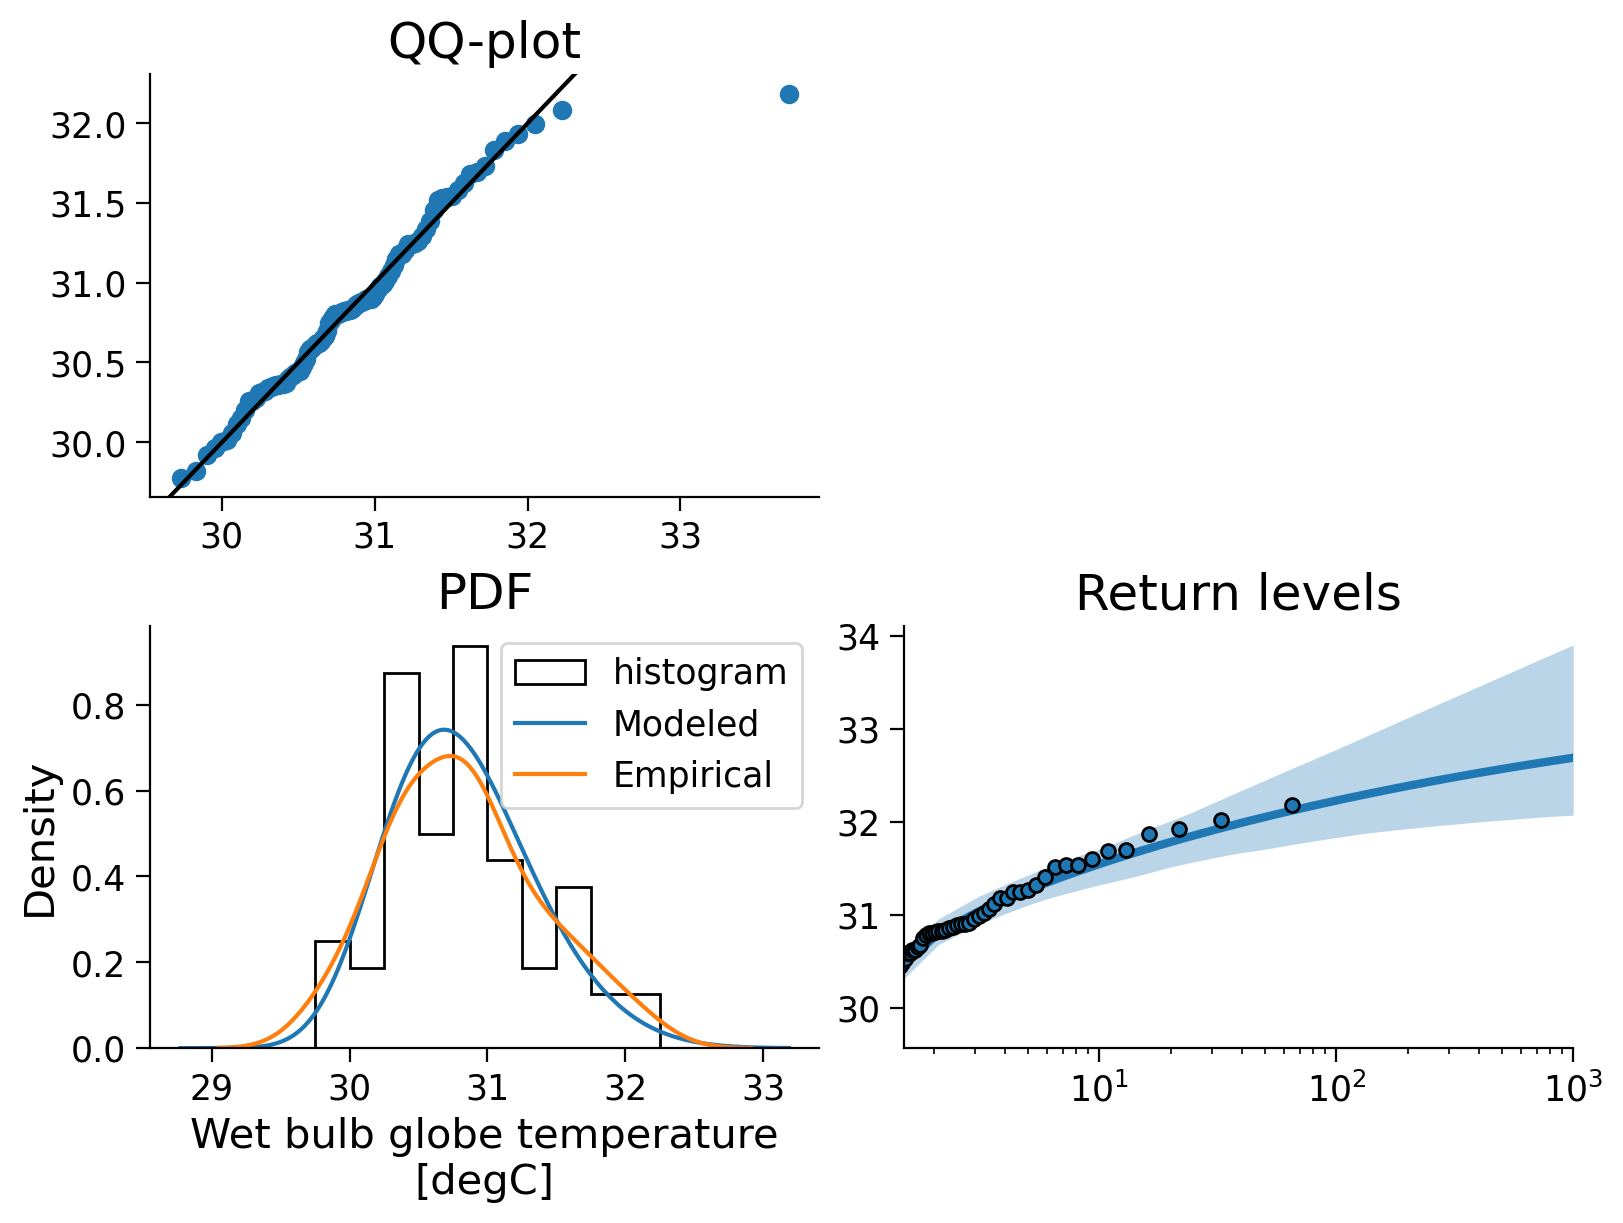 QQ-plot
32.0
31.5
31.0
30.5
30.0
30 31 32 33
PDF
histogram
Modeled
Empirical
0.8
0.6
0.4
0.2
0.0
Density
29 30 31 32 33
Wet bulb globe temperature
[degC]
Return levels
34
33
32
31
30
10¹ 10² 10³